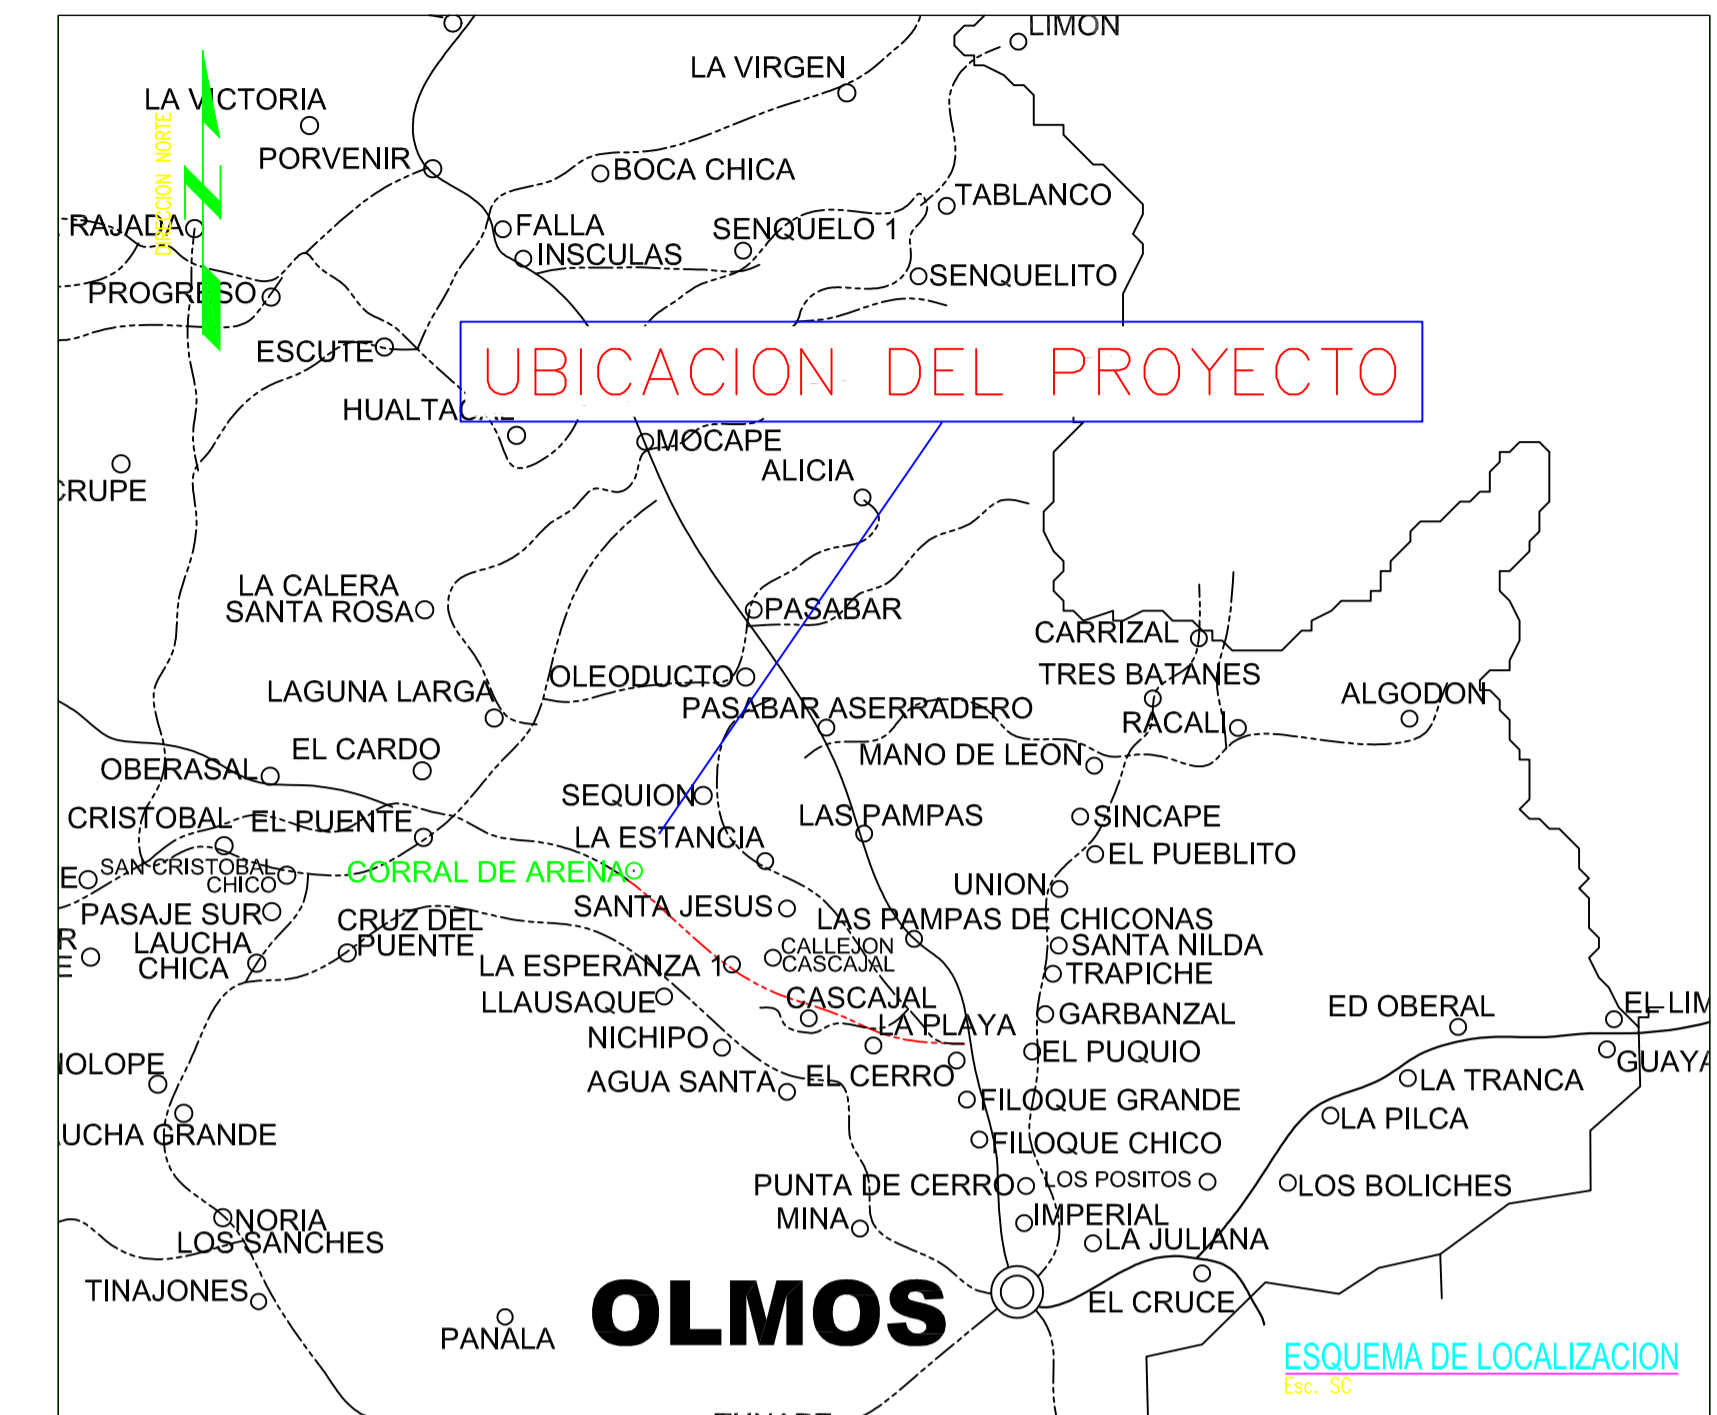 LIMON
LA VIRGEN
LA VICTORIA
DIRECCION NORTE
N
PORVENIR
BOCA CHICA
TABLANCO
RAJADA
FALLA
SENQUELO 1
INSCULAS
SENQUELITO
PROGRESO
ESCUTE
UBICACION DEL PROYECTO
MOCAPE
ALICIA
CRUPE
LA CALERA
SANTA ROSA
PASABAR
CARRIZAL
OLEODUCTO
TRES BATANES
LAGUNA LARGA
ALGODON
PASABAR ASERRADERO
RACALI
EL CARDO
MANO DE LEON
OBERASAL
SEQUION
CRISTOBAL
EL PUENTE
LAS PAMPAS
SINCAPE
LA ESTANCIA
EL PUEBLITO
SAN CRISTOBAL
CHICO
CORRAL DE ARENA
UNION
PASAJE SUR
CRUZ DEL
PUENTE
SANTA JESUS
LAS PAMPAS DE CHICONAS
LAUCHA
CHICA
CALLEJON
CASCAJAL
SANTA NILDA
LA ESPERANZA 1
TRAPICHE
LLAUSAQUE
CASCAJAL
GARBANZAL
ED OBERAL
EL LIM
LA PLAYA
NICHIPO
EL PUQUIO
GUAYA
OLOPE
AGUA SANTA
EL CERRO
LA TRANCA
FILOQUE GRANDE
LA PILCA
UCHA GRANDE
FILOQUE CHICO
PUNTA DE CERRO
LOS POSITOS
LOS BOLICHES
NORIA
MINA
IMPERIAL
LOS SANCHES
LA JULIANA
TINAJONES
EL CRUCE
OLMOS
PANALA
ESQUEMA DE LOCALIZACION
Esc. SC